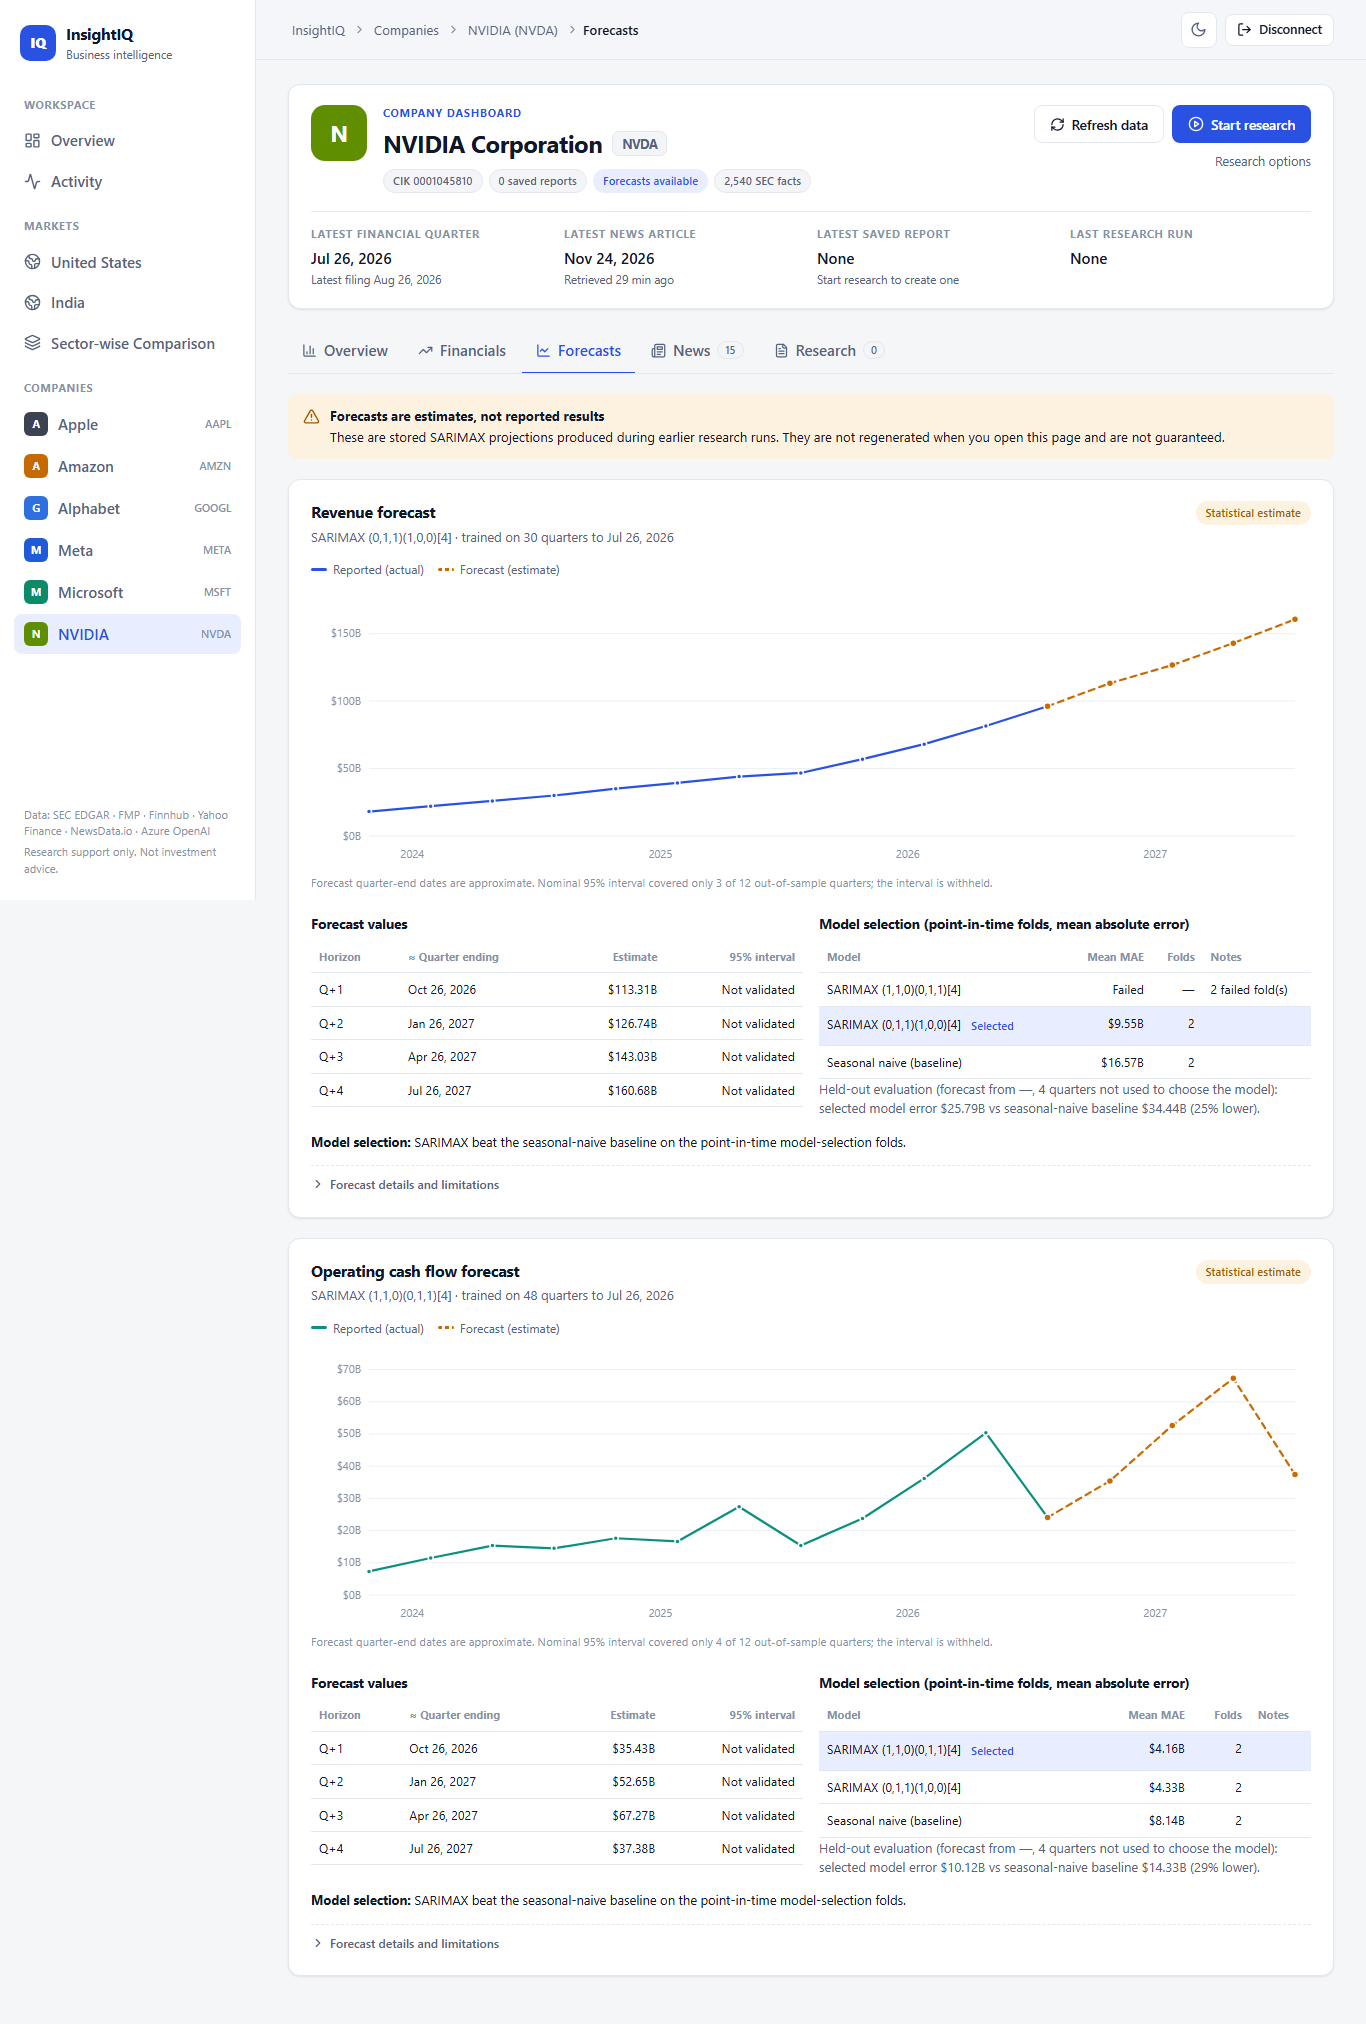 IQ
InsightIQ
Business intelligence
WORKSPACE
Overview
Activity
MARKETS
United States
India
Sector-wise Comparison
COMPANIES
A Apple AAPL
A Amazon AMZN
G Alphabet GOOGL
M Meta META
M Microsoft MSFT
N NVIDIA NVDA
Data: SEC EDGAR · FMP · Finnhub · Yahoo
Finance · NewsData.io · Azure OpenAI
Research support only. Not investment
advice.
InsightIQ > Companies > NVIDIA (NVDA) > Forecasts
Disconnect
N
COMPANY DASHBOARD
NVIDIA Corporation NVDA
CIK 0001045810 0 saved reports Forecasts available 2,540 SEC facts
Refresh data Start research
Research options
LATEST FINANCIAL QUARTER LATEST NEWS ARTICLE LATEST SAVED REPORT LAST RESEARCH RUN
Jul 26, 2026 Nov 24, 2026 None None
Latest filing Aug 26, 2026 Retrieved 29 min ago Start research to create one
Overview Financials Forecasts News 15 Research 0
Forecasts are estimates, not reported results
These are stored SARIMAX projections produced during earlier research runs. They are not regenerated when you open this page and are not guaranteed.
Revenue forecast Statistical estimate
SARIMAX (0,1,1)(1,0,0)[4] · trained on 30 quarters to Jul 26, 2026
Reported (actual) Forecast (estimate)
$150B
$100B
$50B
$0B
2024 2025 2026 2027
Forecast quarter-end dates are approximate. Nominal 95% interval covered only 3 of 12 out-of-sample quarters; the interval is withheld.
Forecast values
Horizon ≈ Quarter ending Estimate 95% interval
Q+1 Oct 26, 2026 $113.31B Not validated
Q+2 Jan 26, 2027 $126.74B Not validated
Q+3 Apr 26, 2027 $143.03B Not validated
Q+4 Jul 26, 2027 $160.68B Not validated
Model selection (point-in-time folds, mean absolute error)
Model Mean MAE Folds Notes
SARIMAX (1,1,0)(0,1,1)[4] Failed — 2 failed fold(s)
SARIMAX (0,1,1)(1,0,0)[4] Selected $9.55B 2
Seasonal naive (baseline) $16.57B 2
Held-out evaluation (forecast from —, 4 quarters not used to choose the model):
selected model error $25.79B vs seasonal-naive baseline $34.44B (25% lower).
Model selection: SARIMAX beat the seasonal-naive baseline on the point-in-time model-selection folds.
Forecast details and limitations
Operating cash flow forecast Statistical estimate
SARIMAX (1,1,0)(0,1,1)[4] · trained on 48 quarters to Jul 26, 2026
Reported (actual) Forecast (estimate)
$70B
$60B
$50B
$40B
$30B
$20B
$10B
$0B
2024 2025 2026 2027
Forecast quarter-end dates are approximate. Nominal 95% interval covered only 4 of 12 out-of-sample quarters; the interval is withheld.
Forecast values
Horizon ≈ Quarter ending Estimate 95% interval
Q+1 Oct 26, 2026 $35.43B Not validated
Q+2 Jan 26, 2027 $52.65B Not validated
Q+3 Apr 26, 2027 $67.27B Not validated
Q+4 Jul 26, 2027 $37.38B Not validated
Model selection (point-in-time folds, mean absolute error)
Model Mean MAE Folds Notes
SARIMAX (1,1,0)(0,1,1)[4] Selected $4.16B 2
SARIMAX (0,1,1)(1,0,0)[4] $4.33B 2
Seasonal naive (baseline) $8.14B 2
Held-out evaluation (forecast from —, 4 quarters not used to choose the model):
selected model error $10.12B vs seasonal-naive baseline $14.33B (29% lower).
Model selection: SARIMAX beat the seasonal-naive baseline on the point-in-time model-selection folds.
Forecast details and limitations